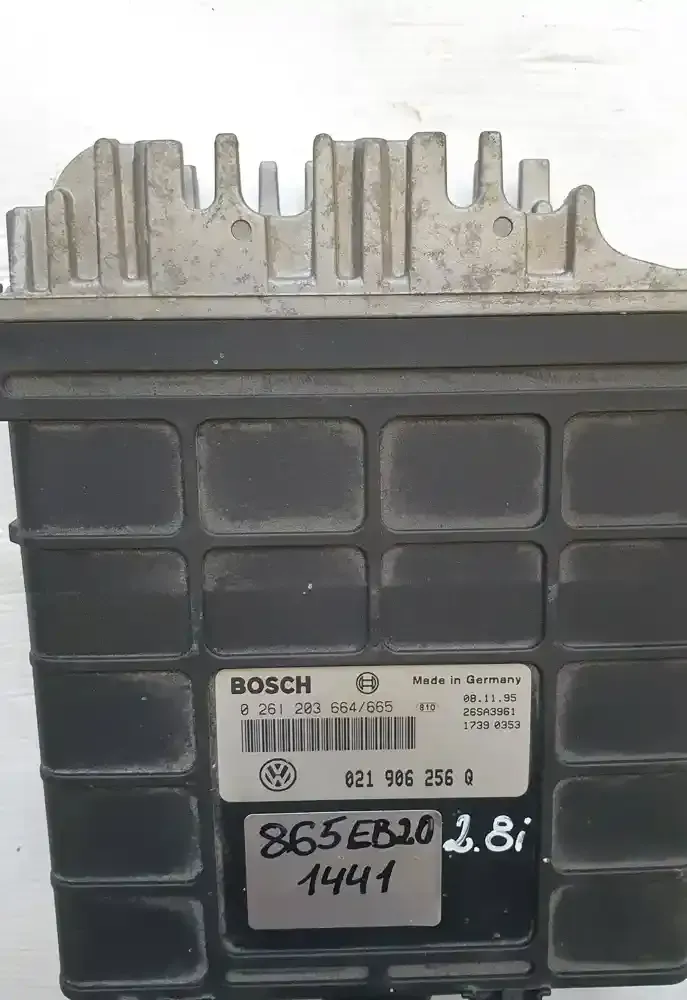 BOSCH Made in Germany
0 261 203 664/665 810 08.11.95
26SA3961
1739 0353
021 906 256 Q
865EB20 2.8i
1441